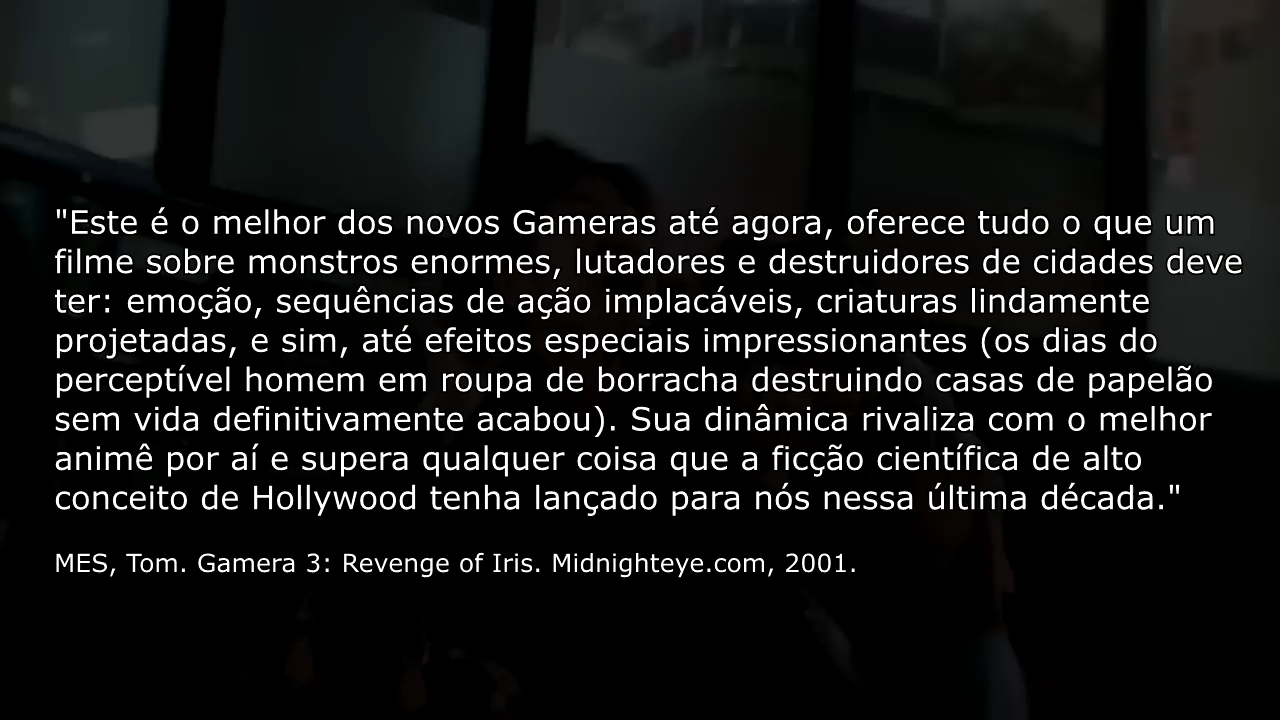 "Este é o melhor dos novos Gameras até agora, oferece tudo o que um
filme sobre monstros enormes, lutadores e destruidores de cidades deve
ter: emoção, sequências de ação implacáveis, criaturas lindamente
projetadas, e sim, até efeitos especiais impressionantes (os dias do
perceptível homem em roupa de borracha destruindo casas de papelão
sem vida definitivamente acabou). Sua dinâmica rivaliza com o melhor
animê por aí e supera qualquer coisa que a ficção científica de alto
conceito de Hollywood tenha lançado para nós nessa última década."
MES, Tom. Gamera 3: Revenge of Iris. Midnighteye.com, 2001.